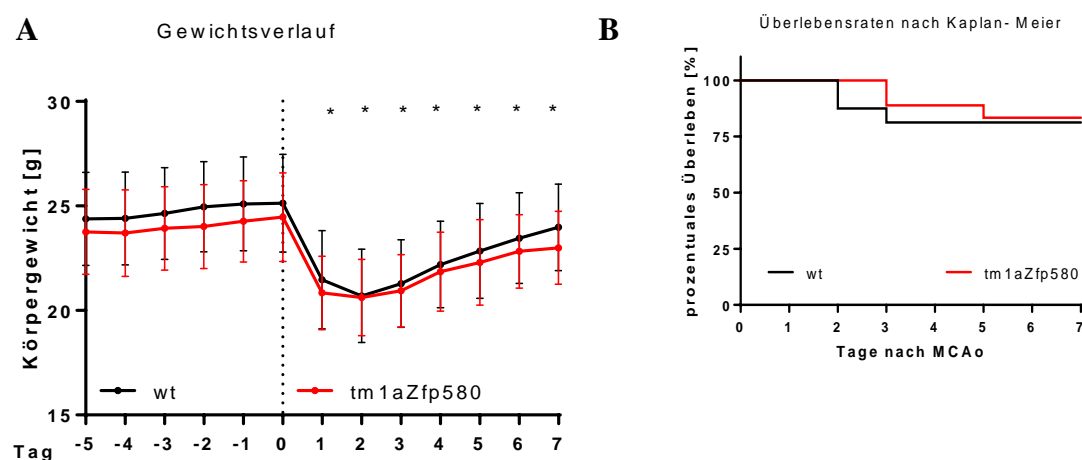 A
Gewichtsverlauf
Körpergewicht [g]
30
25
20
15
* * * * * * *
wt
tm1aZfp580
Tag
-5 -4 -3 -2 -1 0 1 2 3 4 5 6 7
B
Überlebensraten nach Kaplan- Meier
prozentuales Überleben [%]
100
75
50
25
0
wt
tm1aZfp580
0 1 2 3 4 5 6 7
Tage nach MCAo